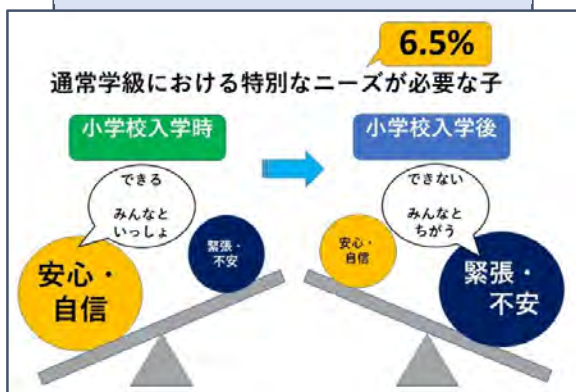 6.5%
通常学級における特別なニーズが必要な子
小学校入学時
小学校入学後
できる
みんなと
いっしょ
緊張・
不安
安心・
自信
できない
みんなと
ちがう
安心・
自信
緊張・
不安